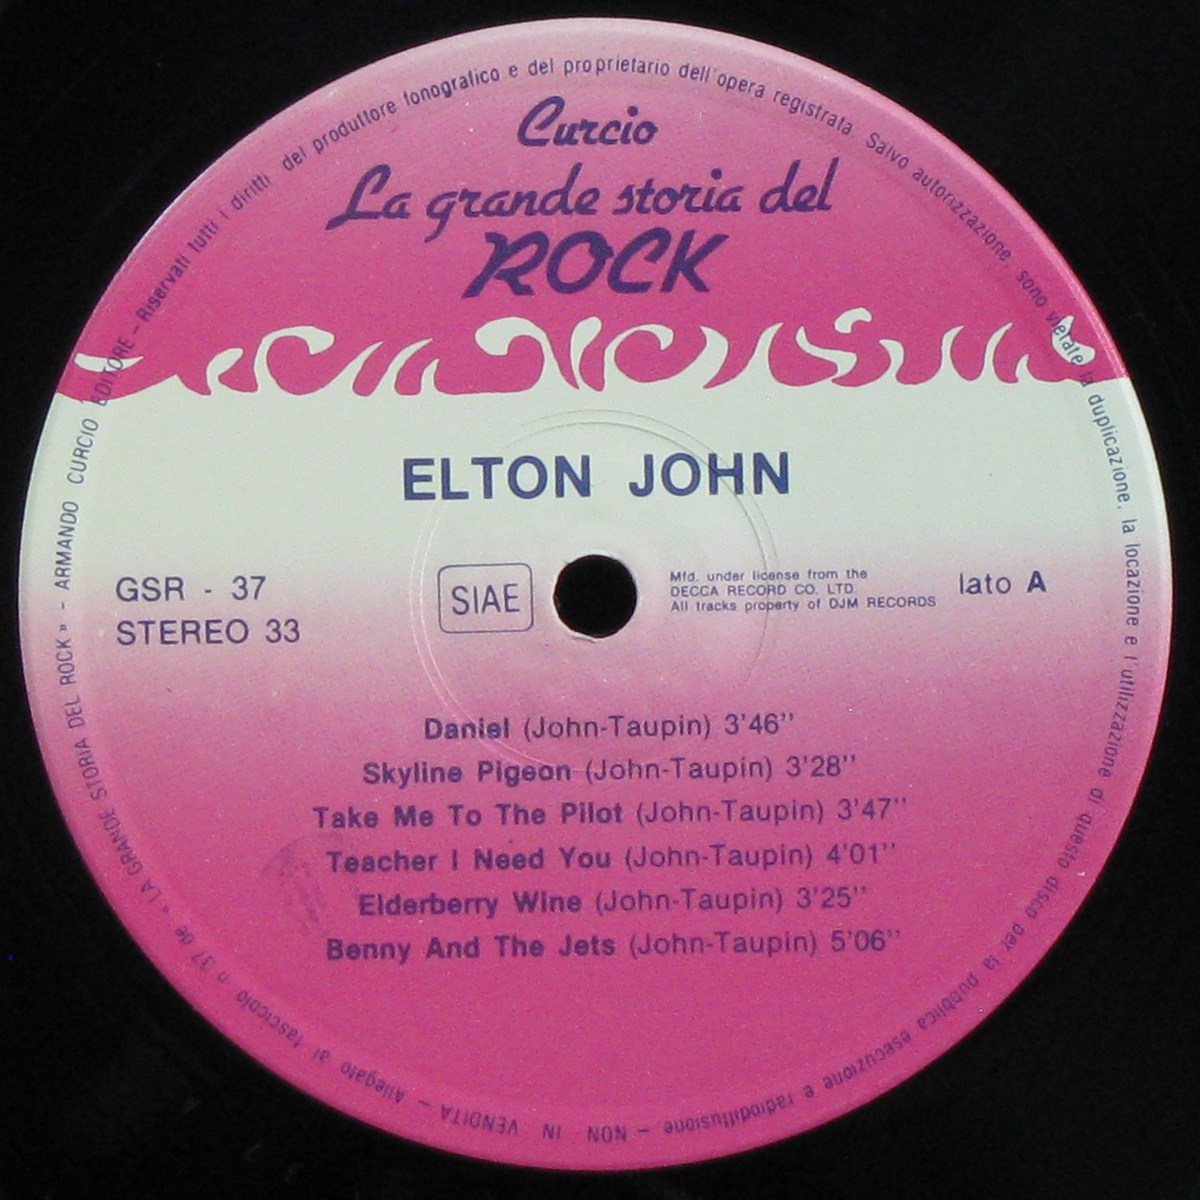 Curcio
La grande storia del
ROCK
ELTON JOHN
GSR - 37
STEREO 33
SIAE
Mfd. under license from the
DECCA RECORD CO. LTD.
All tracks property of DJM RECORDS
lato A
Daniel (John-Taupin) 3'46''
Skyline Pigeon (John-Taupin) 3'28''
Take Me To The Pilot (John-Taupin) 3'47''
Teacher I Need You (John-Taupin) 4'01''
Elderberry Wine (John-Taupin) 3'25''
Benny And The Jets (John-Taupin) 5'06''
Allegato al fascicolo n 37 de « LA GRANDE STORIA DEL ROCK » - ARMANDO CURCIO EDITORE – Riservati tutti i diritti del produttore fonografico e del proprietario dell'opera registrata. Salvo autorizzazione, sono vietate la duplicazione, la locazione e l'utilizzazione di questo disco per la pubblica esecuzione e radiodiffusione – NON IN VENDITA –